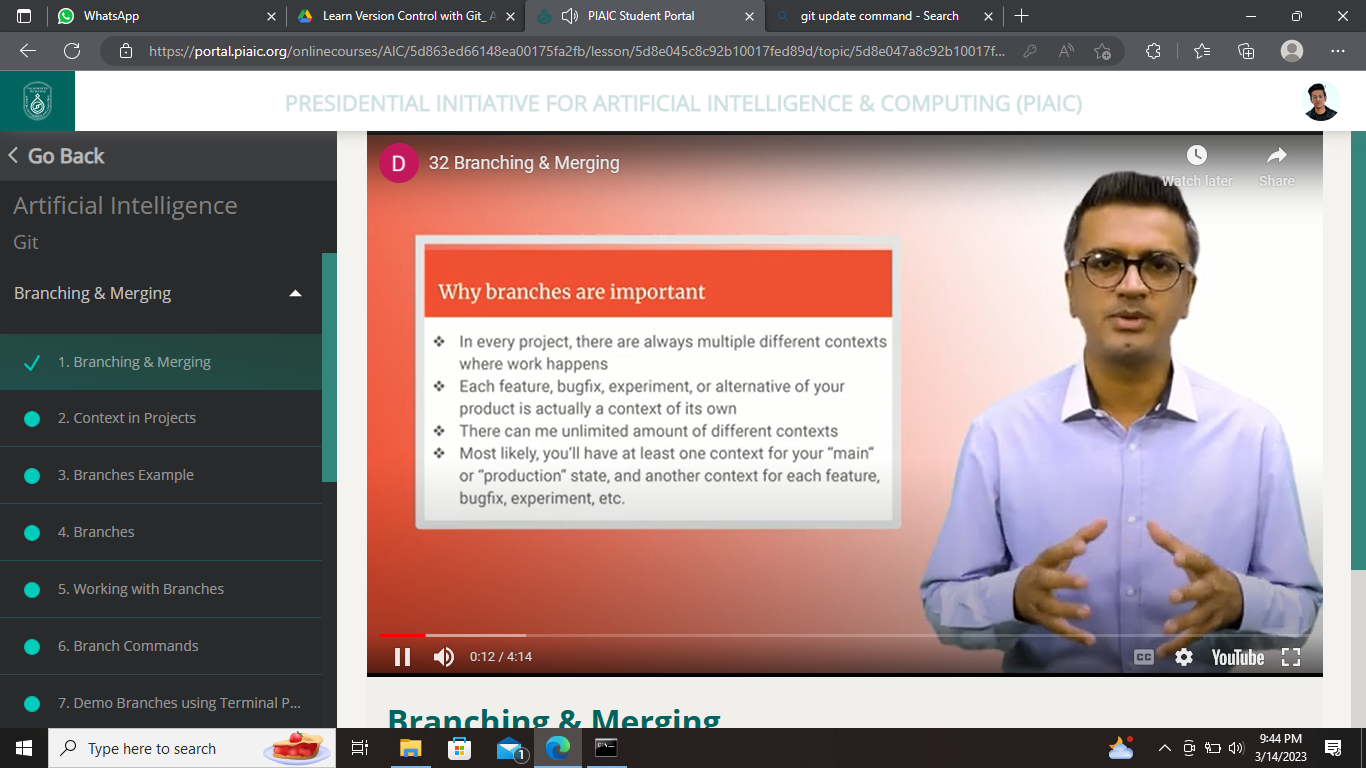 WhatsApp
Learn Version Control with Git_ A
PIAIC Student Portal
git update command - Search
https://portal.piaic.org/onlinecourses/AIC/5d863ed66148ea00175fa2fb/lesson/5d8e045c8c92b10017fed89d/topic/5d8e047a8c92b10017f...
PRESIDENTIAL INITIATIVE FOR ARTIFICIAL INTELLIGENCE & COMPUTING (PIAIC)
Go Back
Artificial Intelligence
Git
Branching & Merging
1. Branching & Merging
2. Context in Projects
3. Branches Example
4. Branches
5. Working with Branches
6. Branch Commands
7. Demo Branches using Terminal P...
D
32 Branching & Merging
Watch later
Share
Why branches are important
❖ In every project, there are always multiple different contexts
where work happens
❖ Each feature, bugfix, experiment, or alternative of your
product is actually a context of its own
❖ There can me unlimited amount of different contexts
❖ Most likely, you’ll have at least one context for your “main”
or “production” state, and another context for each feature,
bugfix, experiment, etc.
0:12 / 4:14
CC
YouTube
Branching & Merging
Type here to search
1
9:44 PM
3/14/2023